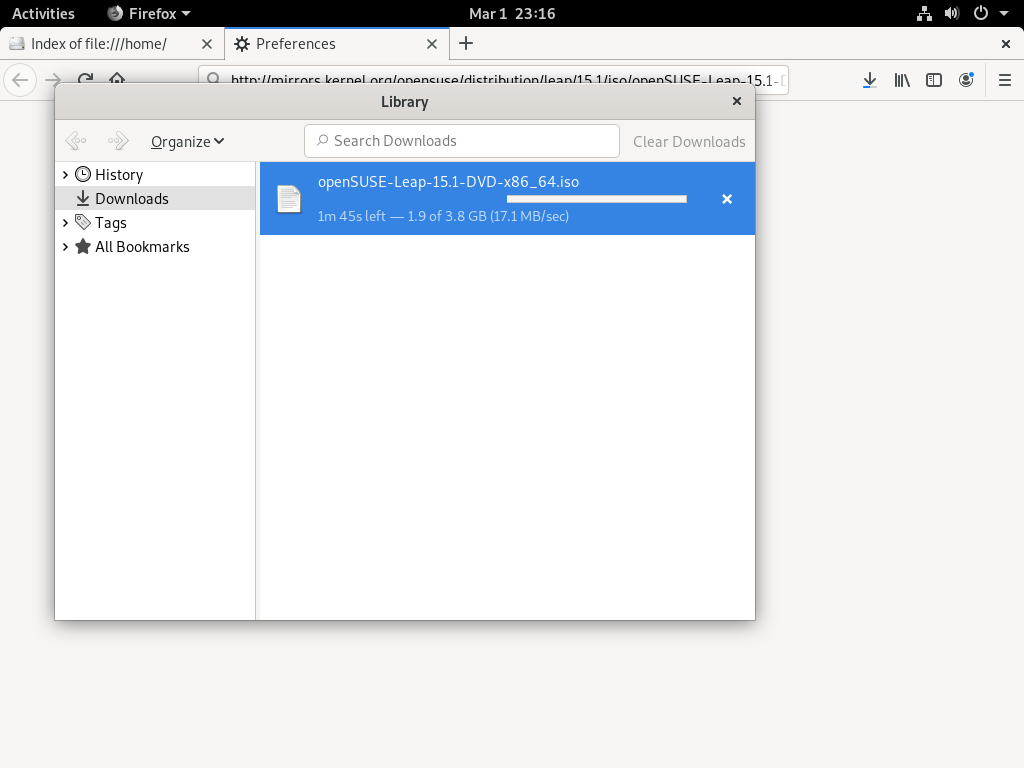 Activities
Firefox
Mar 1 23:16
Index of file:///home/
Preferences
http://mirrors.kernel.org/opensuse/distribution/leap/15.1/iso/openSUSE-Leap-15.1-D
Library
Organize
Search Downloads
Clear Downloads
History
Downloads
Tags
All Bookmarks
openSUSE-Leap-15.1-DVD-x86_64.iso
1m 45s left — 1.9 of 3.8 GB (17.1 MB/sec)